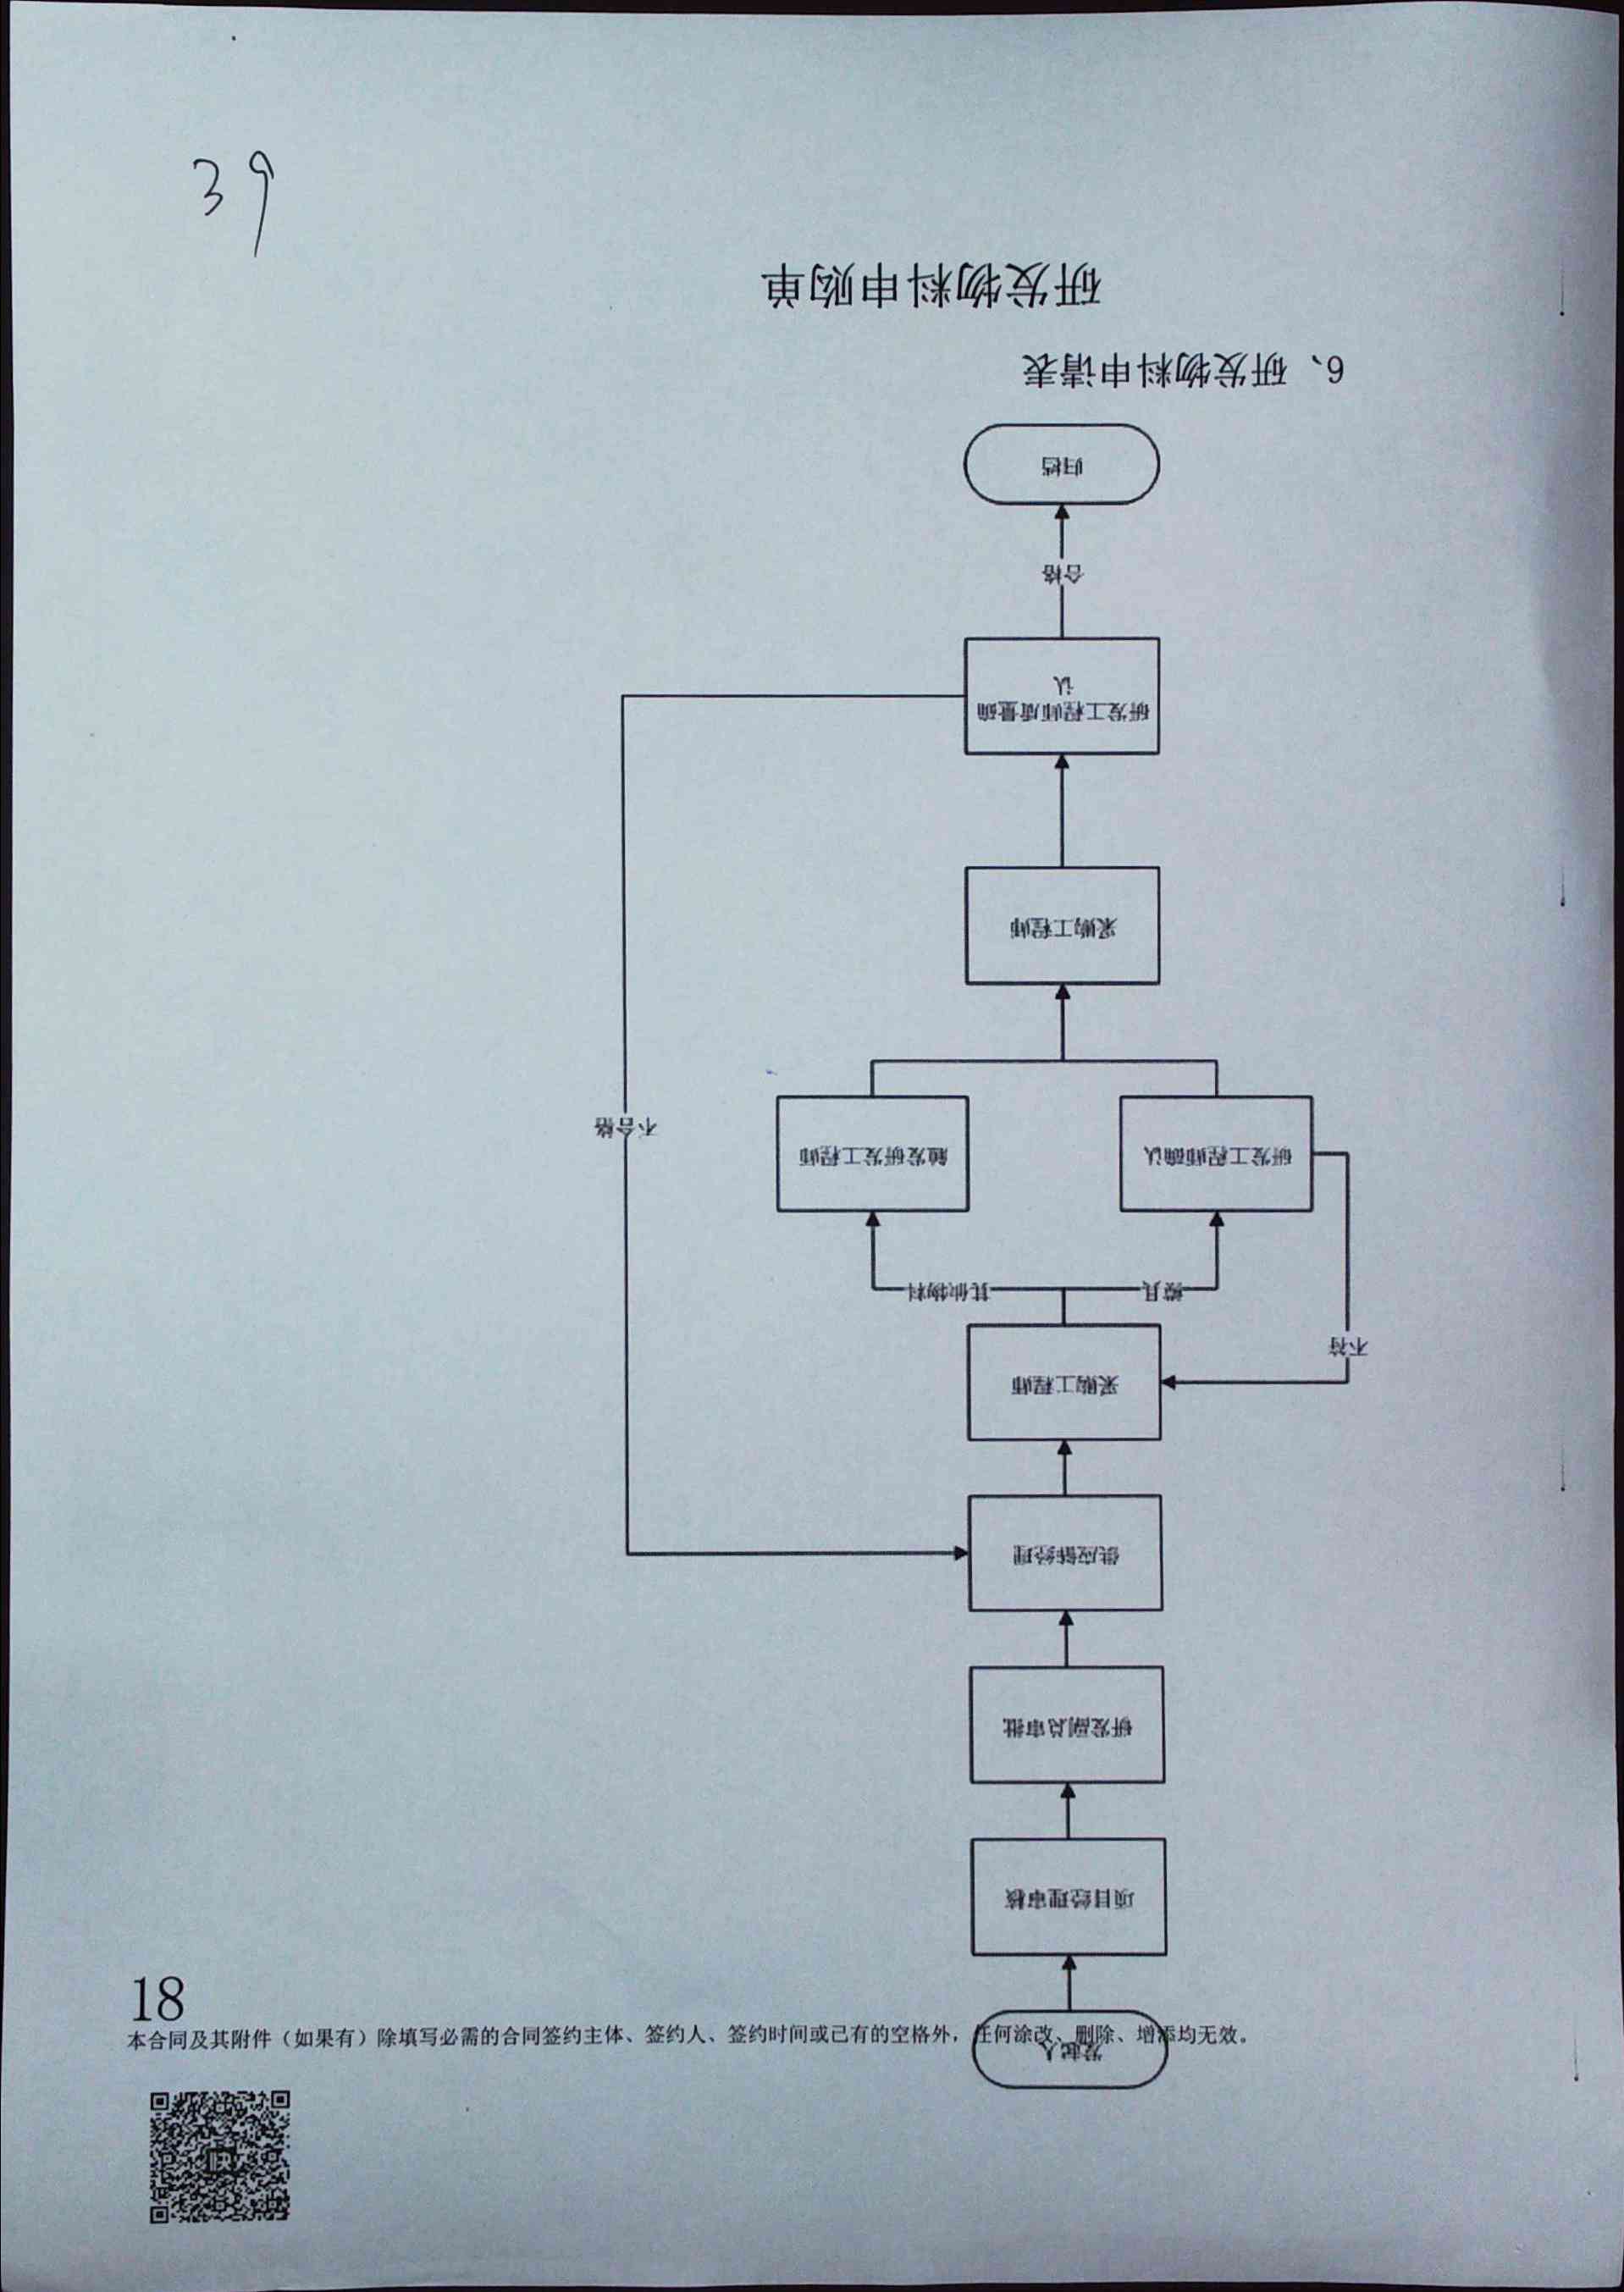 39
18
本合同及其附件（如果有）除填写必需的合同签约主体、签约人、签约时间或已有的空格外，任何涂改、删除、增添均无效。
发起人
项目经理审核
研发副总审批
供应链经理
采购工程师
不符
模具
其他物料
研发工程师确认
触发研发工程师
不合格
采购工程师
研发工程师质量确
认
合格
归档
6、研发物料申请表
研发物料申购单